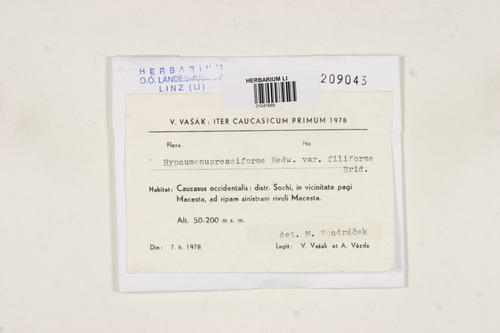 HERBARIUM
O.Ö. LANDESMUSEUM
LINZ (LI)
HERBARIUM LI
209043
V. VAŠÁK: ITER CAUCASICUM PRIMUM 1978
Flora No
Hypnumcupressiforme Hedw. var. filiforme
Brid.
Habitat: Caucasus occidentalis: distr. Sochi, in vicinitate pagi
Macesta, ad ripam sinistram rivuli Macesta.
Alt. 50-200 m s. m.
det. M. Vondráček
Die: 7. 6. 1978 Legit: V. Vašák et A. Vězda